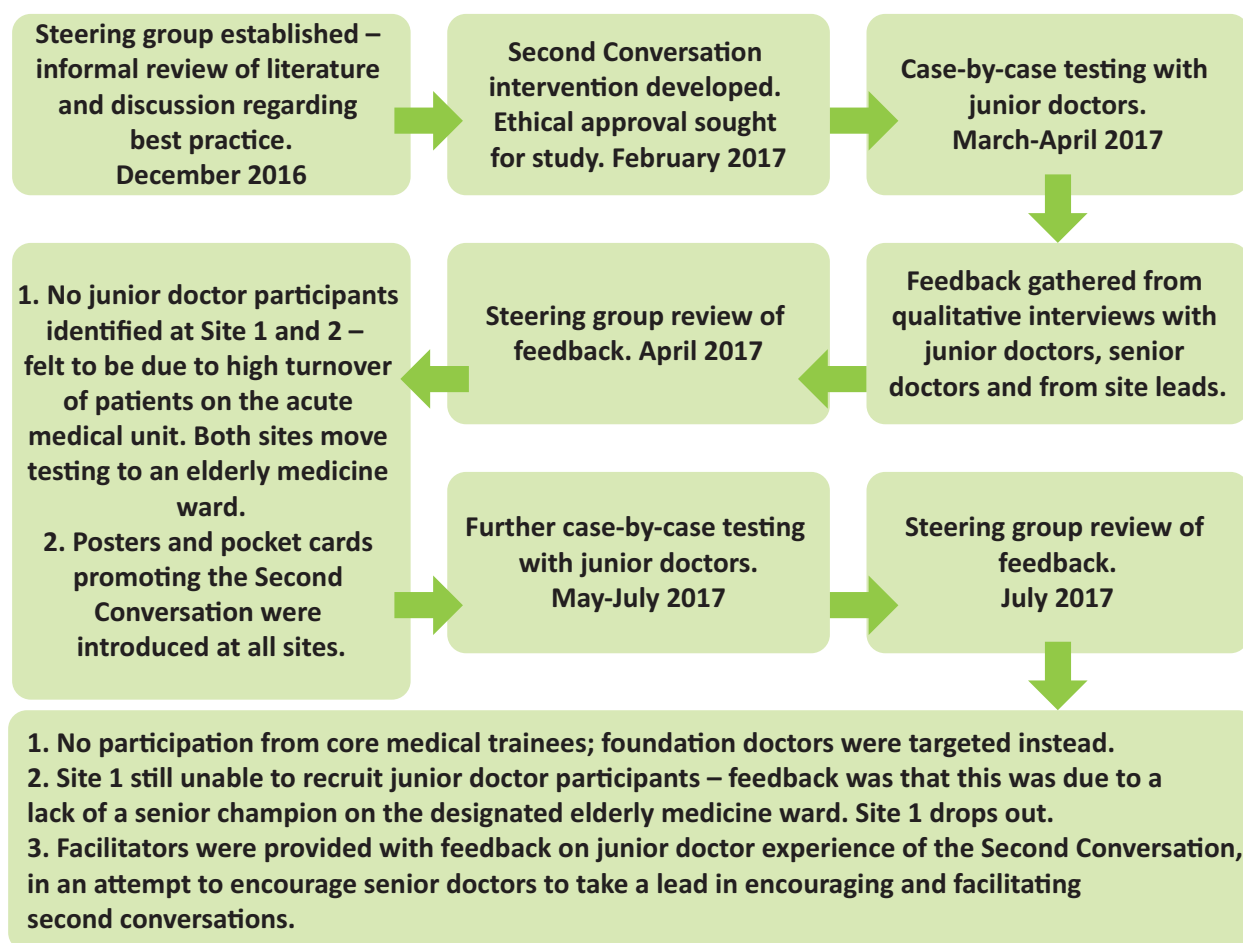 Steering group established –
informal review of literature
and discussion regarding
best practice.
December 2016
Second Conversation
intervention developed.
Ethical approval sought
for study. February 2017
Case-by-case testing with
junior doctors.
March-April 2017
Feedback gathered from
qualitative interviews with
junior doctors, senior
doctors and from site leads.
Steering group review of
feedback. April 2017
1. No junior doctor participants
identified at Site 1 and 2 –
felt to be due to high turnover
of patients on the acute
medical unit. Both sites move
testing to an elderly medicine
ward.
2. Posters and pocket cards
promoting the Second
Conversation were
introduced at all sites.
Further case-by-case testing
with junior doctors.
May-July 2017
Steering group review of
feedback.
July 2017
1. No participation from core medical trainees; foundation doctors were targeted instead.
2. Site 1 still unable to recruit junior doctor participants – feedback was that this was due to a
lack of a senior champion on the designated elderly medicine ward. Site 1 drops out.
3. Facilitators were provided with feedback on junior doctor experience of the Second Conversation,
in an attempt to encourage senior doctors to take a lead in encouraging and facilitating
second conversations.